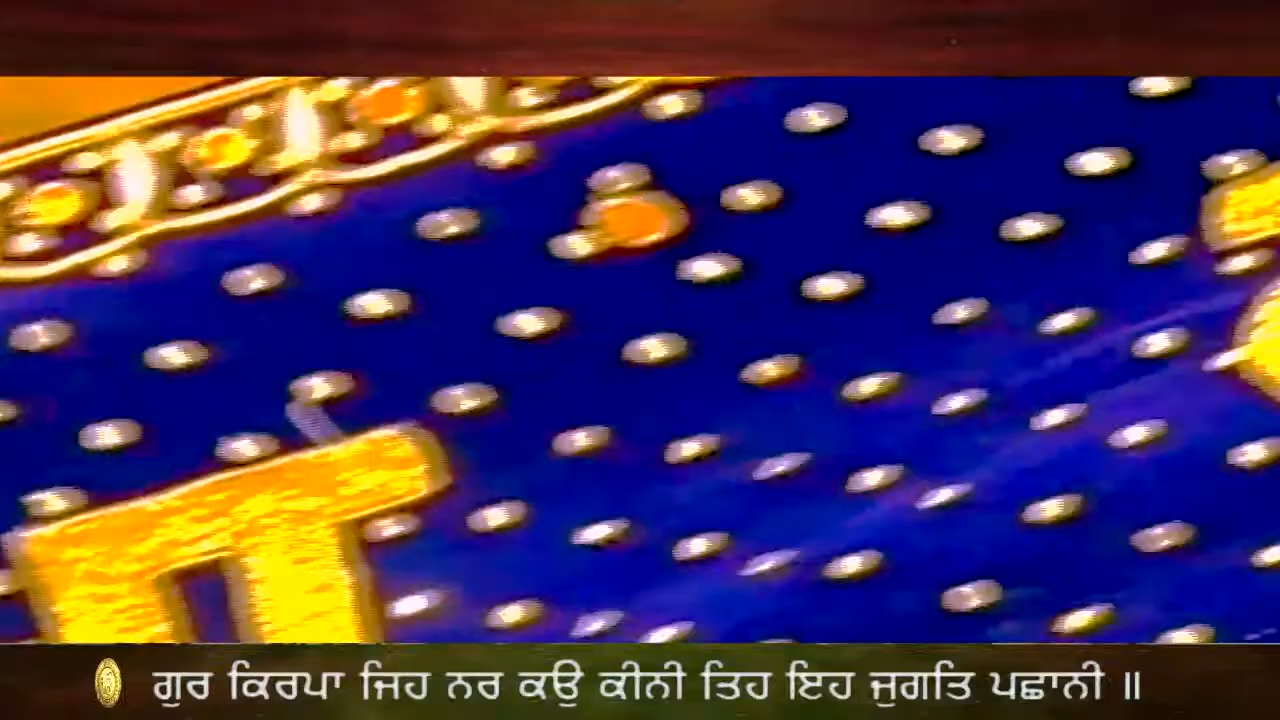 ਗੁਰ ਕਿਰਪਾ ਜਿਹ ਨਰ ਕਉ ਕੀਨੀ ਤਿਹ ਇਹ ਜੁਗਤਿ ਪਛਾਨੀ ॥